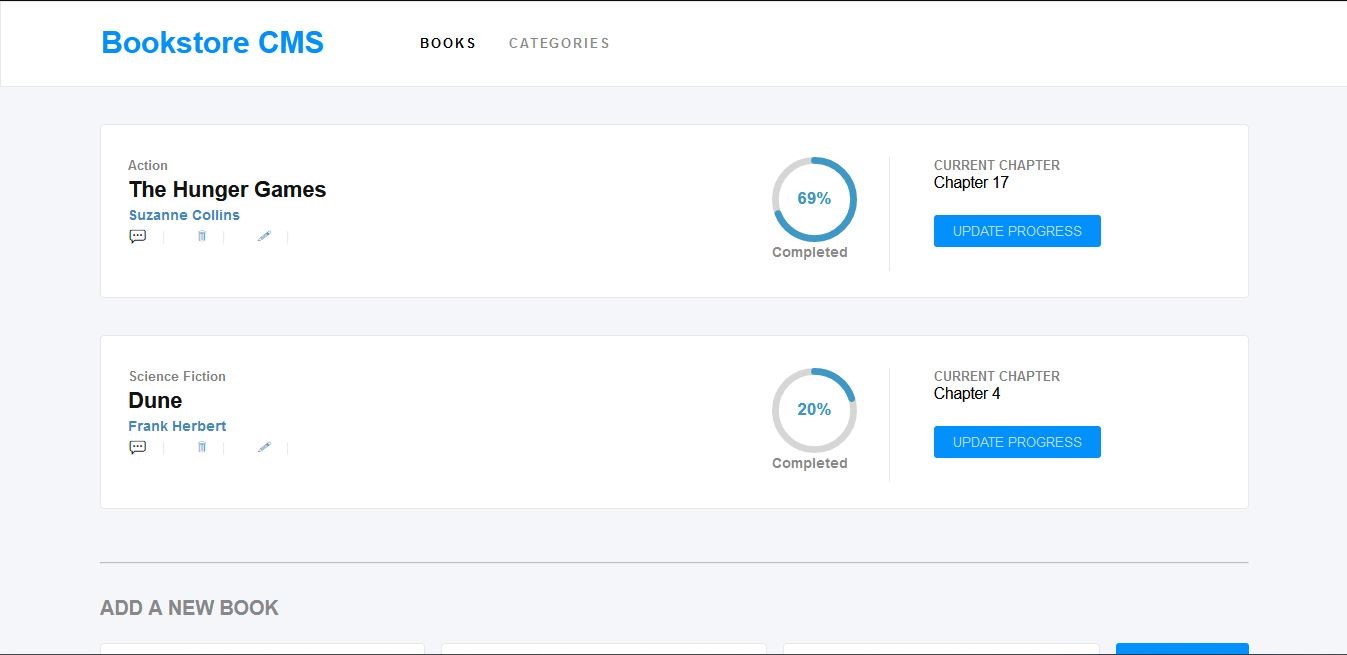 Bookstore CMS
BOOKS
CATEGORIES
Action
The Hunger Games
Suzanne Collins
69%
Completed
CURRENT CHAPTER
Chapter 17
UPDATE PROGRESS
Science Fiction
Dune
Frank Herbert
20%
Completed
CURRENT CHAPTER
Chapter 4
UPDATE PROGRESS
ADD A NEW BOOK